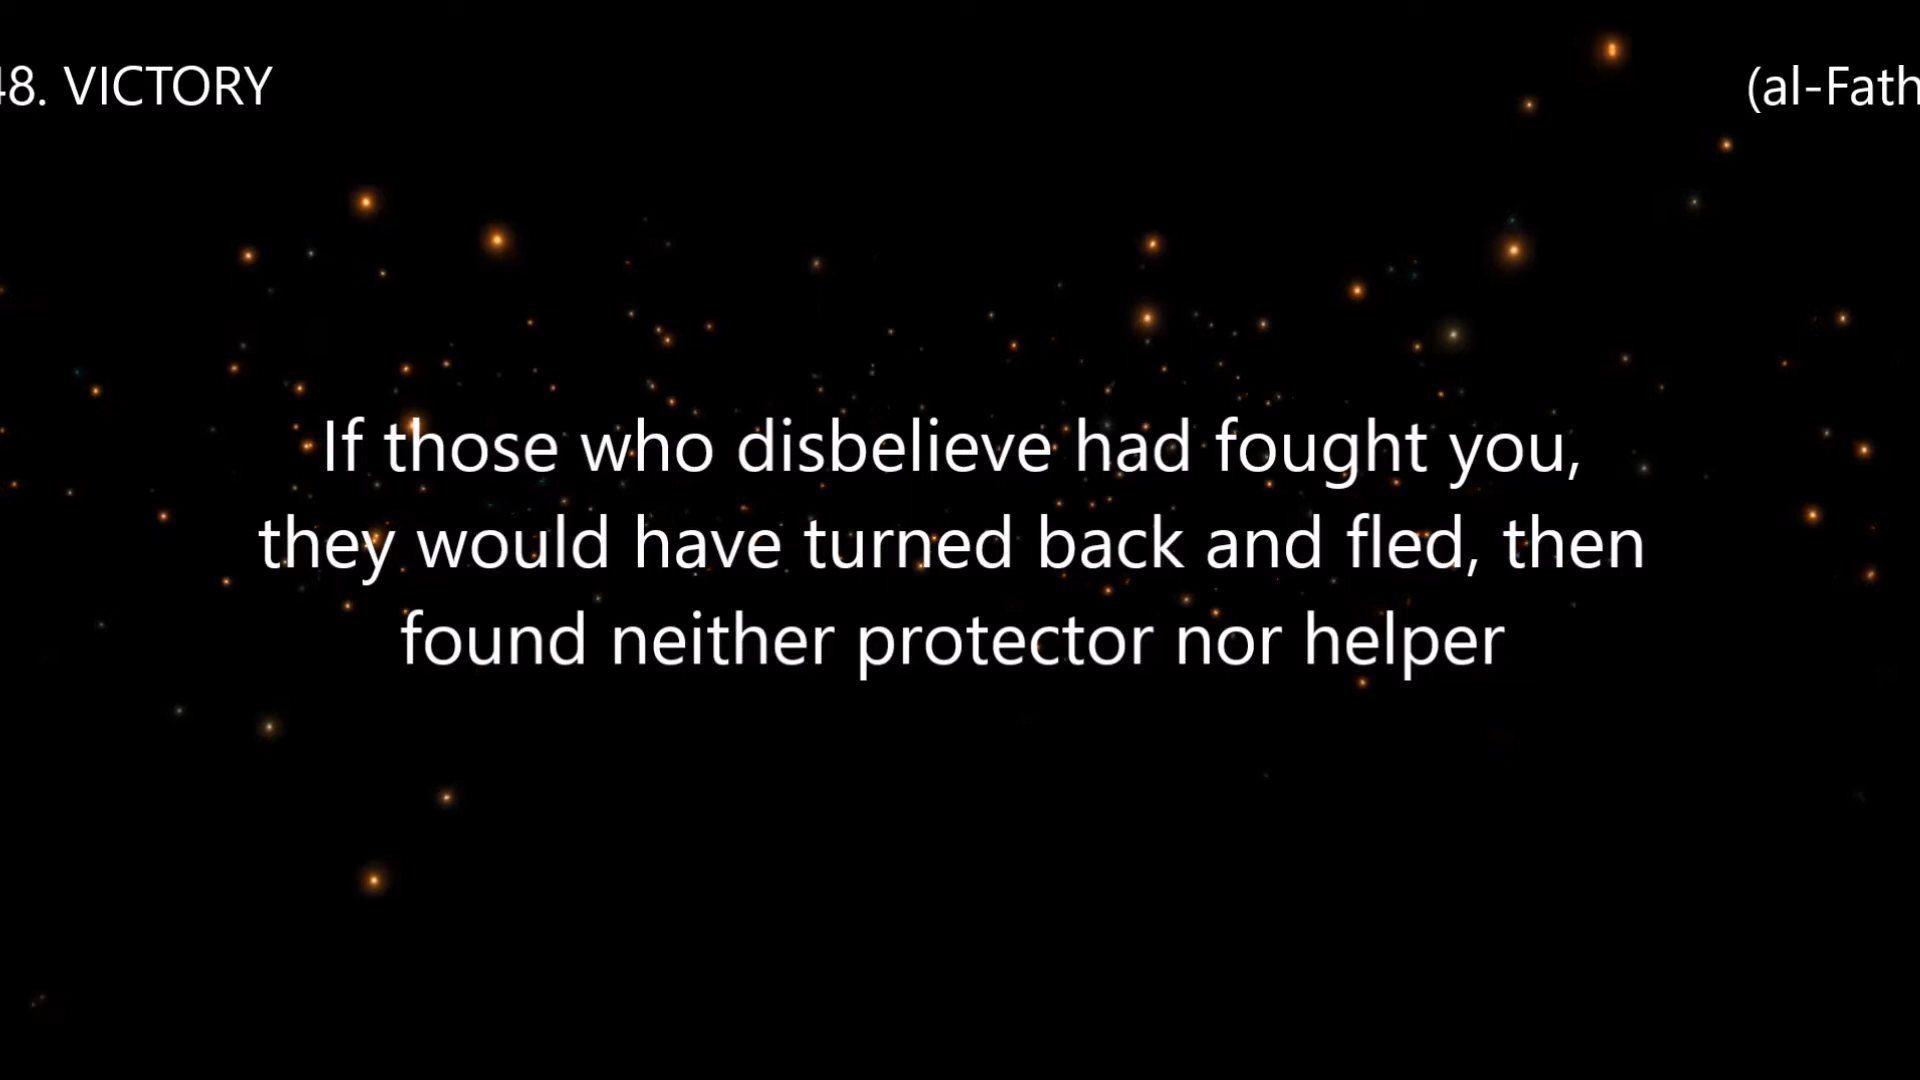 48. VICTORY
(al-Fath
If those who disbelieve had fought you,
they would have turned back and fled, then
found neither protector nor helper